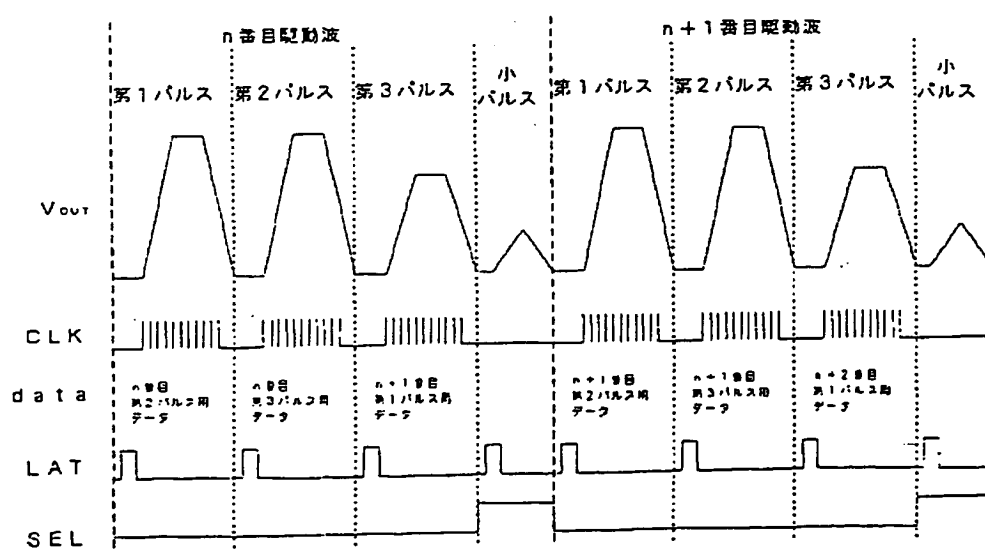 n番目駆動波
n+1番目駆動波
第1パルス
第2パルス
第3パルス
小
パルス
第1パルス
第2パルス
第3パルス
小
パルス
VOUT
CLK
data
n番目
第2パルス用
データ
n番目
第3パルス用
データ
n+1番目
第1パルス用
データ
n+1番目
第2パルス用
データ
n+1番目
第3パルス用
データ
n+2番目
第1パルス用
データ
LAT
SEL